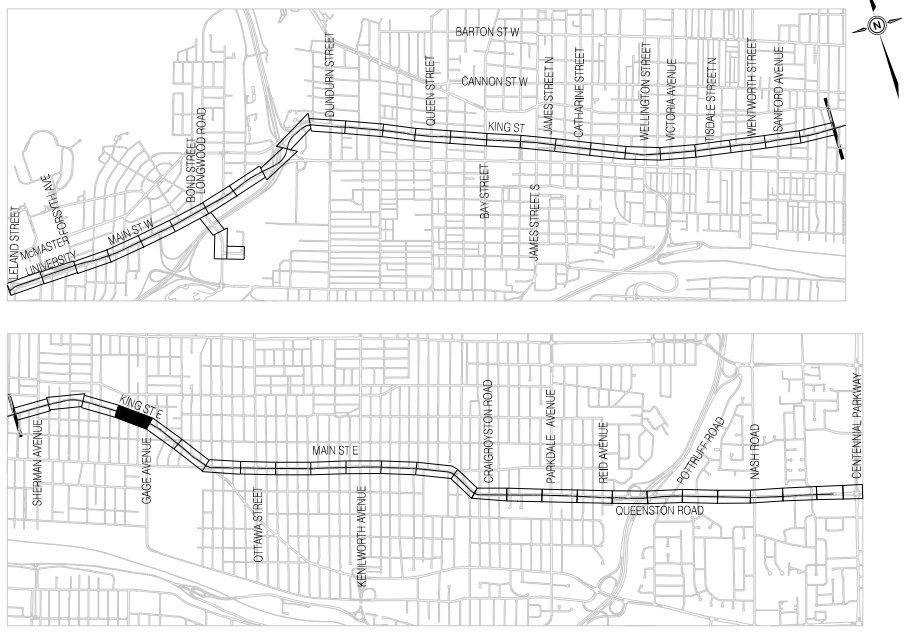 BARTON ST W
N
DUNDURN STREET
QUEEN STREET
CANNON ST W
JAMES STREET N
CATHARINE STREET
WELLINGTON STREET
VICTORIA AVENUE
TISDALE STREET N
WENTWORTH STREET
SANFORD AVENUE
KING ST
BOND STREET
LONGWOOD ROAD
BAY STREET
JAMES STREET S
LELAND STREET
FORSYTH AVE
McMASTER
UNIVERSITY
MAIN ST W
KING ST E
SHERMAN AVENUE
GAGE AVENUE
MAIN ST E
OTTAWA STREET
KENILWORTH AVENUE
CRAIGROYSTON ROAD
PARKDALE AVENUE
REID AVENUE
POTTRUFF ROAD
NASH ROAD
CENTENNIAL PARKWAY
QUEENSTON ROAD